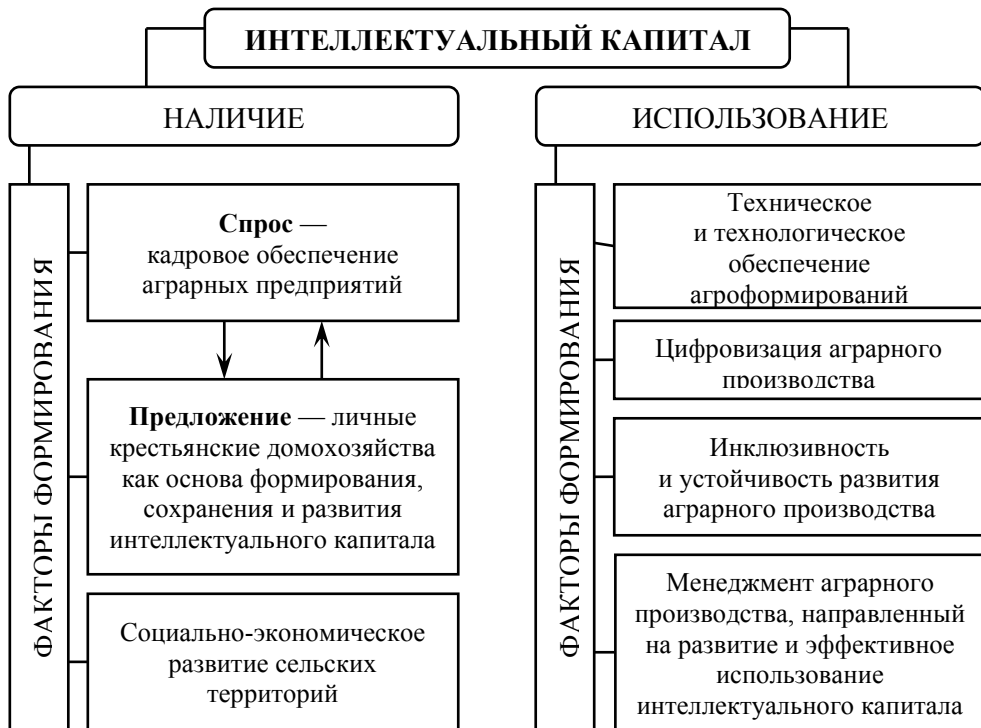 ИНТЕЛЛЕКТУАЛЬНЫЙ КАПИТАЛ
НАЛИЧИЕ
ФАКТОРЫ ФОРМИРОВАНИЯ
Спрос —
кадровое обеспечение
аграрных предприятий
Предложение — личные
крестьянские домохозяйства
как основа формирования,
сохранения и развития
интеллектуального капитала
Социально-экономическое
развитие сельских
территорий
ИСПОЛЬЗОВАНИЕ
ФАКТОРЫ ФОРМИРОВАНИЯ
Техническое
и технологическое
обеспечение
агроформирований
Цифровизация аграрного
производства
Инклюзивность
и устойчивость развития
аграрного производства
Менеджмент аграрного
производства, направленный
на развитие и эффективное
использование
интеллектуального капитала